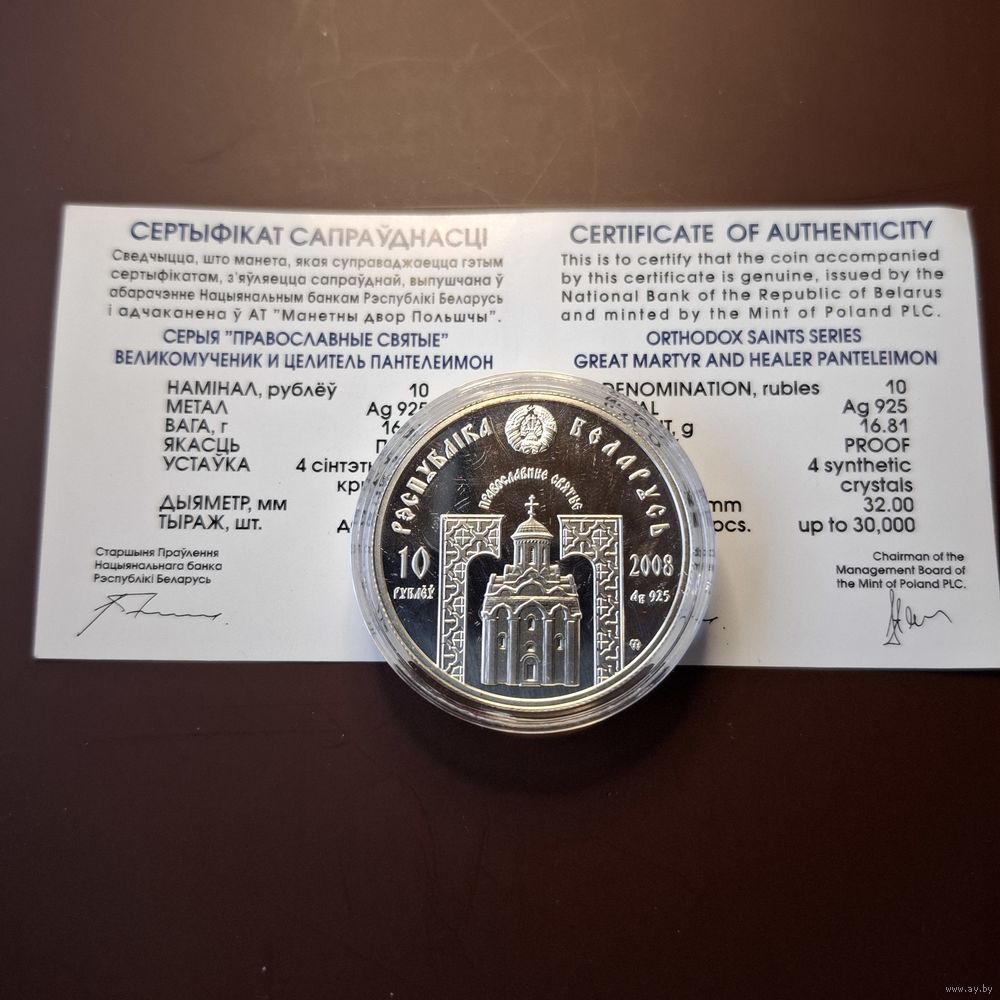 СЕРТЫФІКАТ САПРАЎДНАСЦІ
Сведчыцца, што манета, якая суправаджаецца гэтым
сертыфікатам, з'яўляецца сапраўднай, выпушчана ў
абарачэнне Нацыянальным банкам Рэспублікі Беларусь
і адчаканена ў АТ "Манетны двор Польшчы".
СЕРЫЯ "ПРАВОСЛАВНЫЕ СВЯТЫЕ"
ВЕЛИКОМУЧЕНИК И ЦЕЛИТЕЛЬ ПАНТЕЛЕИМОН
НАМІНАЛ, рублёў 10
МЕТАЛ Ag 925
ВАГА, г 16
ЯКАСЦЬ
УСТАЎКА 4
ДЫЯМЕТР, мм
ТЫРАЖ, шт.
Старшыня Праўлення
Нацыянальнага банка
Рэспублікі Беларусь
CERTIFICATE OF AUTHENTICITY
This is to certify that the coin accompanied
by this certificate is genuine, issued by the
National Bank of the Republic of Belarus
and minted by the Mint of Poland PLC.
ORTHODOX SAINTS SERIES
GREAT MARTYR AND HEALER PANTELEIMON
DENOMINATION, rubles 10
Ag 925
g 16.81
PROOF
4 synthetic
crystals
mm 32.00
pcs. up to 30,000
Chairman of the
Management Board of
the Mint of Poland PLC.
РЭСПУБЛІКА БЕЛАРУСЬ
ПРАВОСЛАВНЫЕ СВЯТЫЕ
10
РУБЛЁЎ
2008
Ag 925
www.ay.by